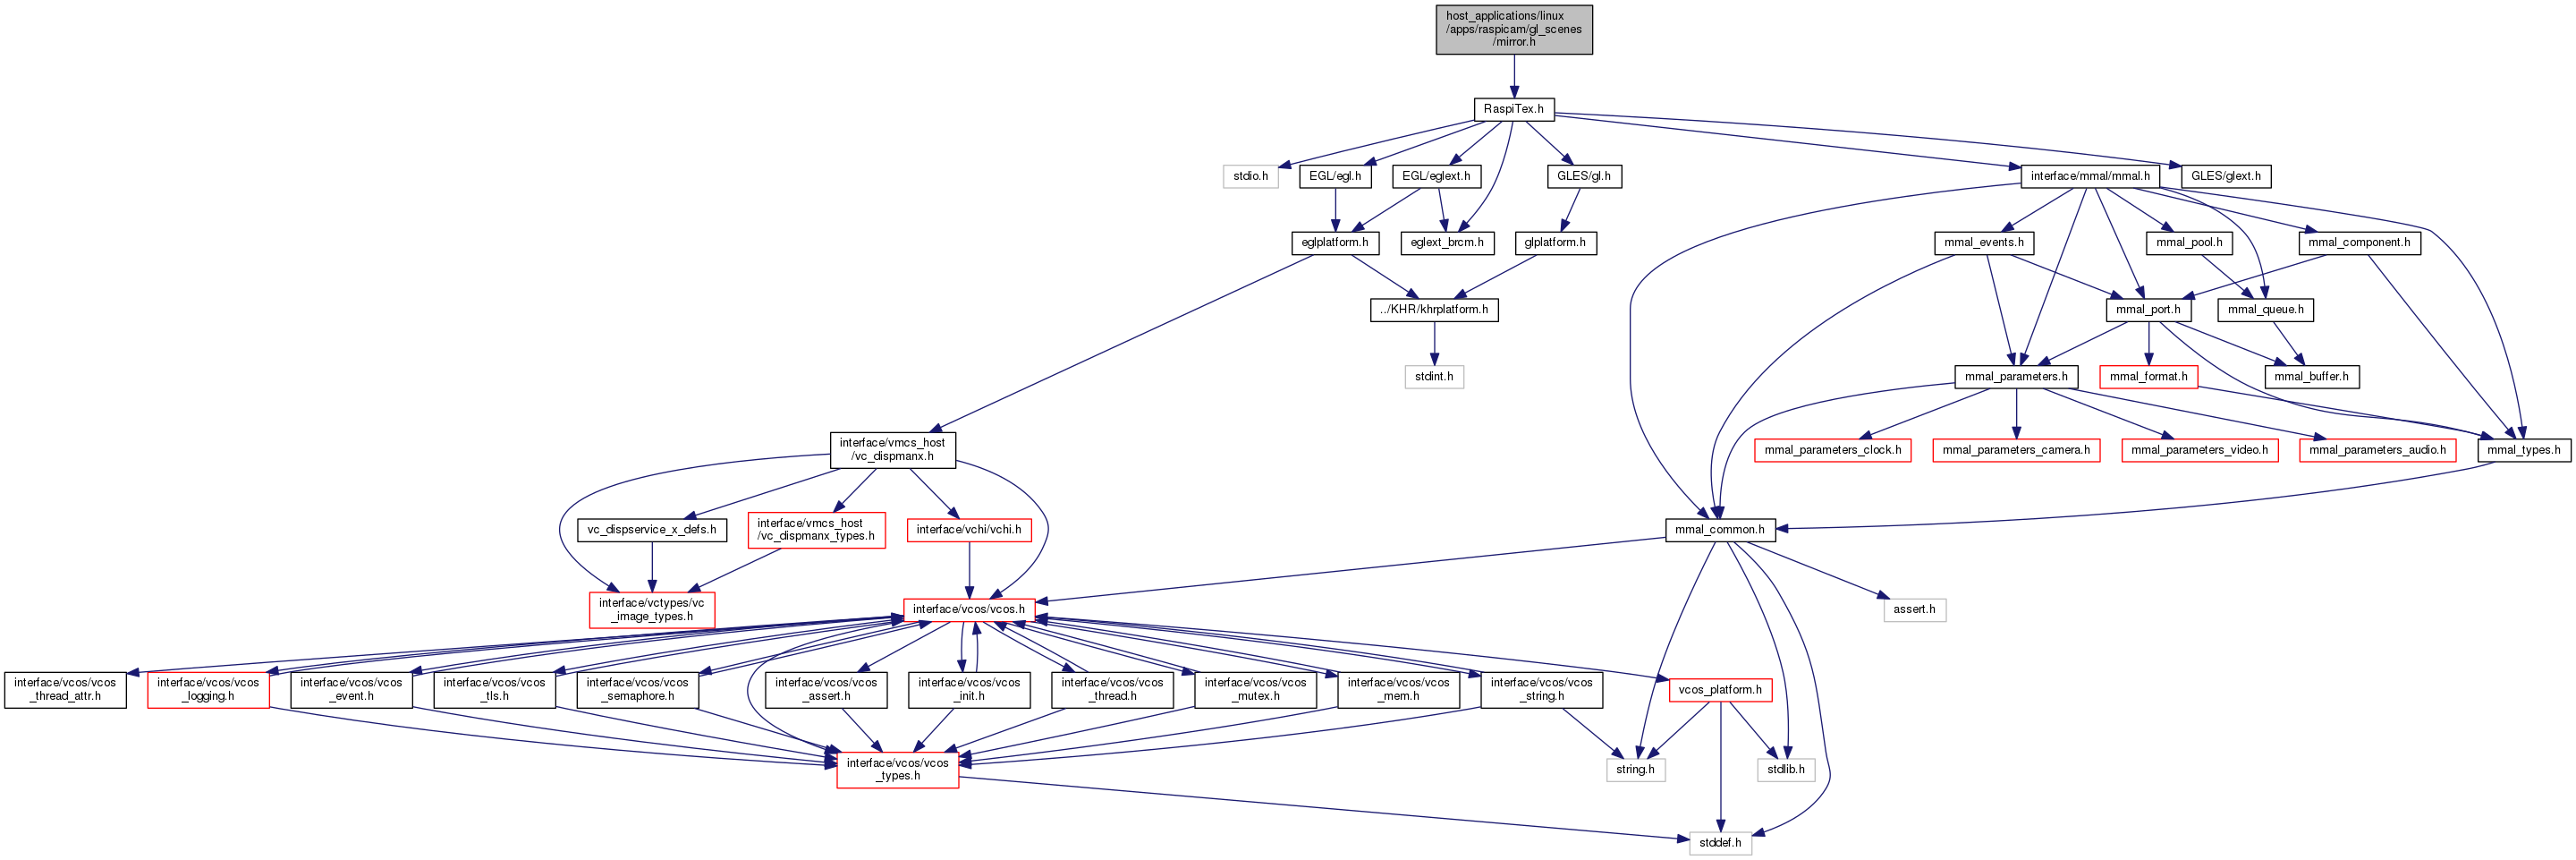 host_applications/linux
/apps/raspicam/gl_scenes
/mirror.h
RaspiTex.h
stdio.h
EGL/egl.h
EGL/eglext.h
GLES/gl.h
interface/mmal/mmal.h
GLES/glext.h
eglplatform.h
eglext_brcm.h
glplatform.h
mmal_events.h
mmal_pool.h
mmal_component.h
../KHR/khrplatform.h
mmal_port.h
mmal_queue.h
stdint.h
mmal_parameters.h
mmal_format.h
mmal_buffer.h
interface/vmcs_host
/vc_dispmanx.h
mmal_parameters_clock.h
mmal_parameters_camera.h
mmal_parameters_video.h
mmal_parameters_audio.h
mmal_types.h
vc_dispservice_x_defs.h
interface/vmcs_host
/vc_dispmanx_types.h
interface/vchi/vchi.h
mmal_common.h
interface/vctypes/vc
_image_types.h
interface/vcos/vcos.h
assert.h
interface/vcos/vcos
_thread_attr.h
interface/vcos/vcos
_logging.h
interface/vcos/vcos
_event.h
interface/vcos/vcos
_tls.h
interface/vcos/vcos
_semaphore.h
interface/vcos/vcos
_assert.h
interface/vcos/vcos
_init.h
interface/vcos/vcos
_thread.h
interface/vcos/vcos
_mutex.h
interface/vcos/vcos
_mem.h
interface/vcos/vcos
_string.h
vcos_platform.h
interface/vcos/vcos
_types.h
string.h
stdlib.h
stddef.h